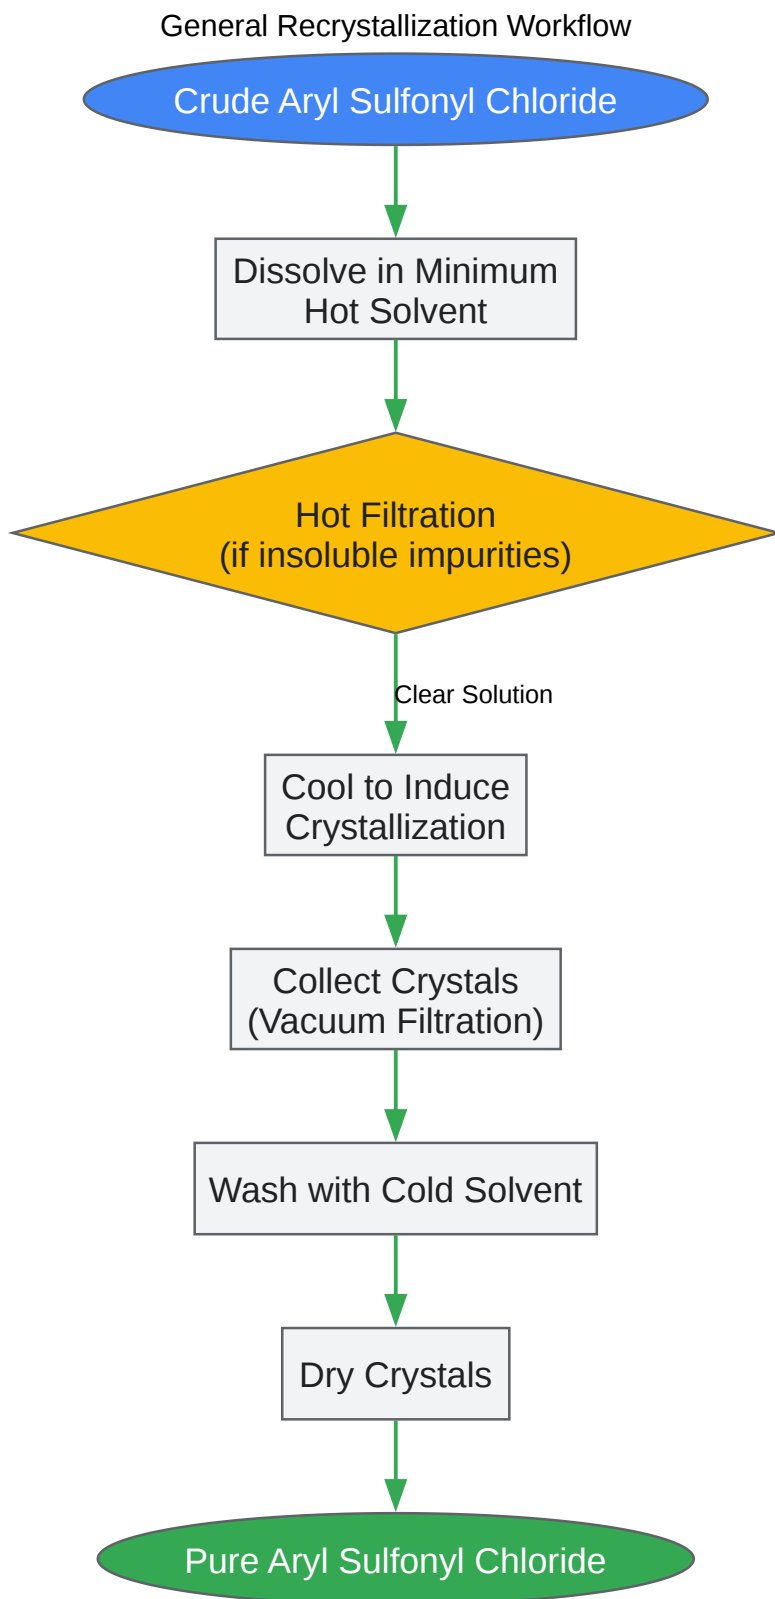 General Recrystallization Workflow
Crude Aryl Sulfonyl Chloride
Dissolve in Minimum
Hot Solvent
Hot Filtration
(if insoluble impurities)
Clear Solution
Cool to Induce
Crystallization
Collect Crystals
(Vacuum Filtration)
Wash with Cold Solvent
Dry Crystals
Pure Aryl Sulfonyl Chloride